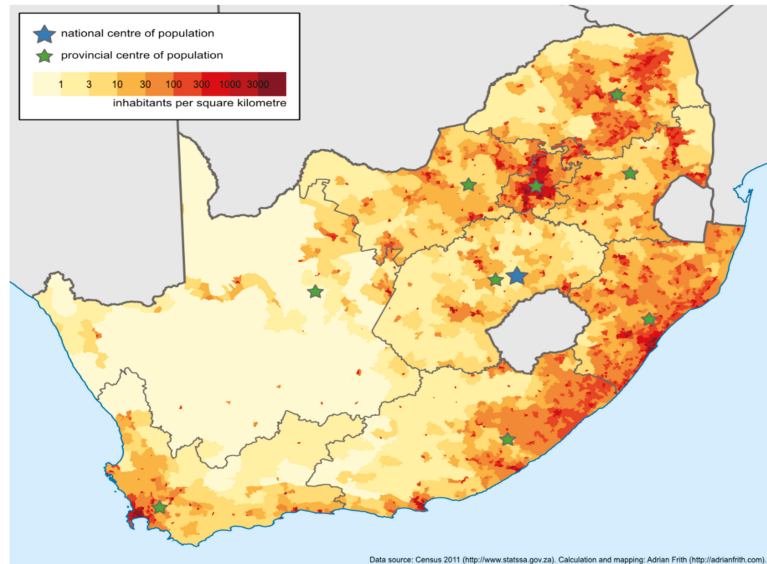 national centre of population
provincial centre of population
1 3 10 30 100 300 1000 3000
inhabitants per square kilometre
Data source: Census 2011 (http://www.statssa.gov.za). Calculation and mapping: Adrian Frith (http://adrianfrith.com).